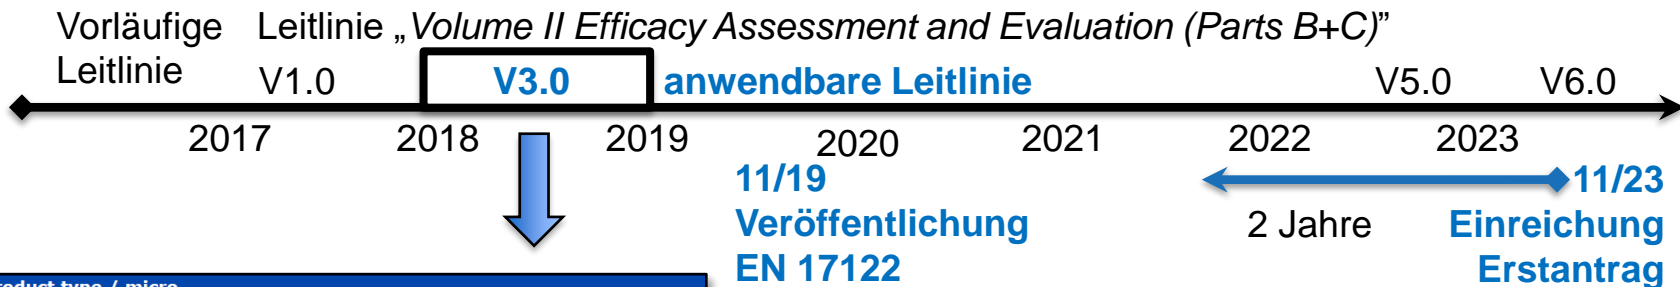 Vorläufige Leitlinie „Volume II Efficacy Assessment and Evaluation (Parts B+C)”
Leitlinie V1.0 V3.0 anwendbare Leitlinie V5.0 V6.0
2017 2018 2019 2020 2021 2022 2023
11/19 11/23
Veröffentlichung 2 Jahre Einreichung
EN 17122 Erstantrag